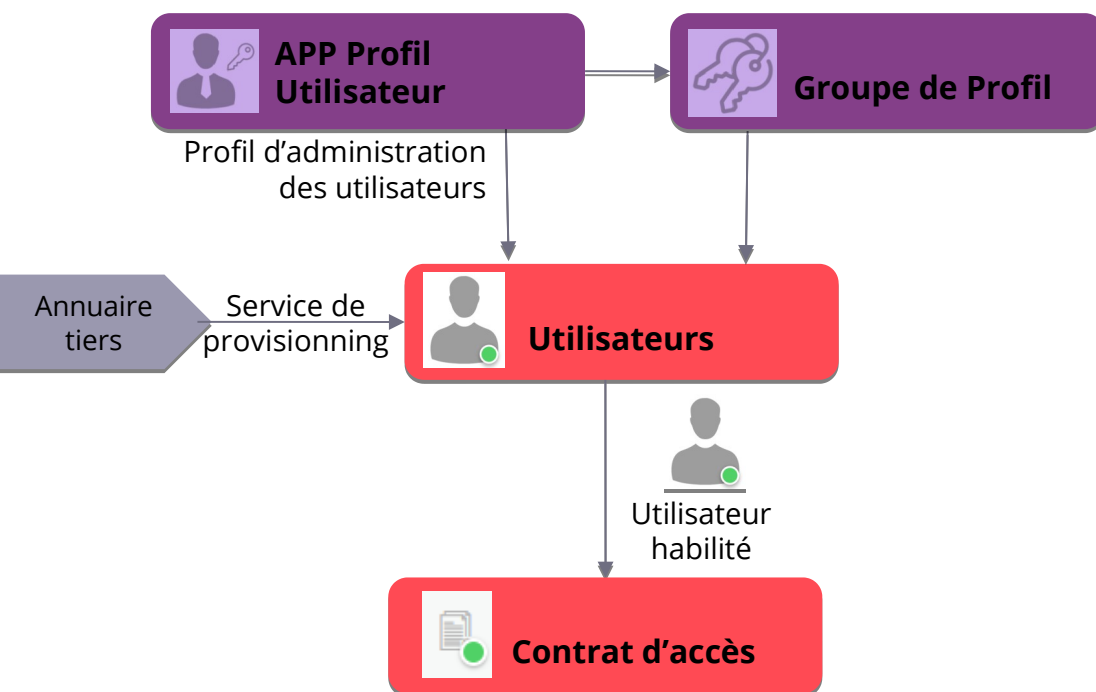 APP Profil
Utilisateur
Groupe de Profil
Profil d’administration
des utilisateurs
Annuaire
tiers
Service de
provisionning
Utilisateurs
Utilisateur
habilité
Contrat d’accès